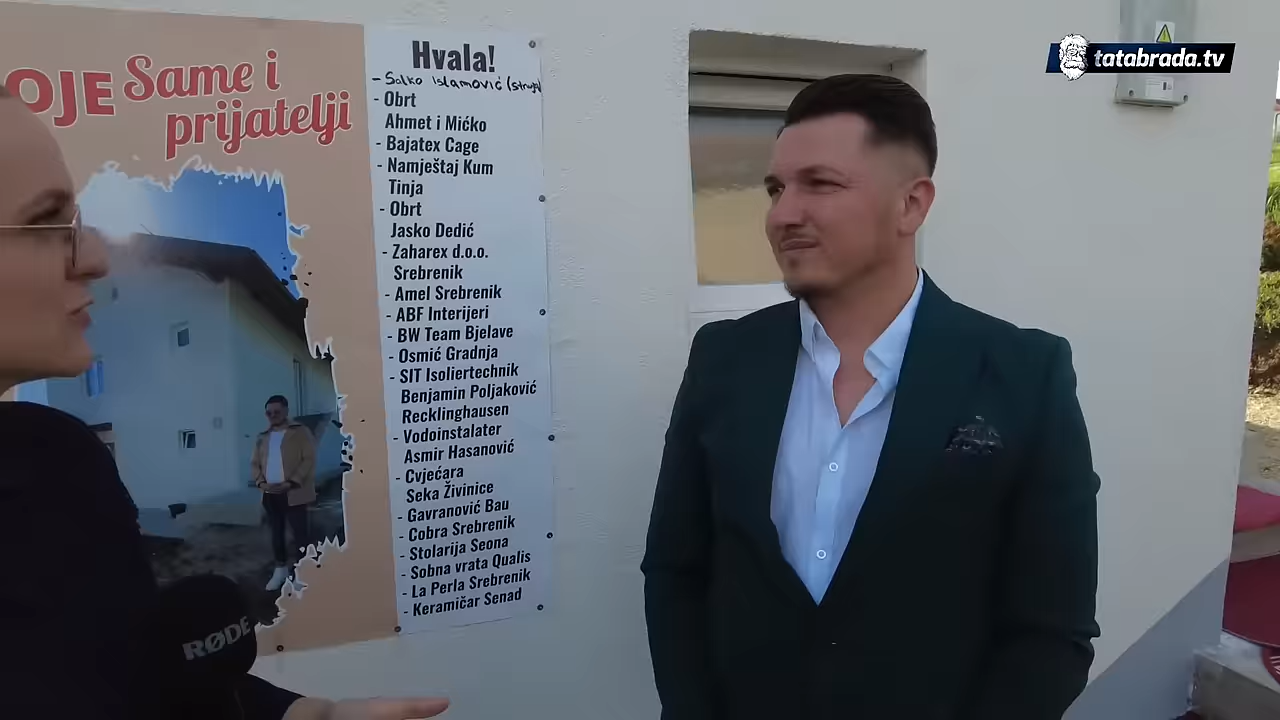 tatabrada.tv
OJE Same i
prijatelji
Hvala!
- Salko Islamović (struja)
- Obrt
Ahmet i Mićko
- Bajatex Cage
- Namještaj Kum
Tinja
- Obrt
Jasko Dedić
- Zaharex d.o.o.
Srebrenik
- Amel Srebrenik
- ABF Interijeri
- BW Team Bjelave
- Osmić Gradnja
- SIT Isoliertechnik
Benjamin Poljaković
Recklinghausen
- Vodoinstalater
Asmir Hasanović
- Cvjećara
Seka Živinice
- Gavranović Bau
- Cobra Srebrenik
- Stolarija Seona
- Sobna vrata Qualis
- La Perla Srebrenik
- Keramičar Senad
RØDE